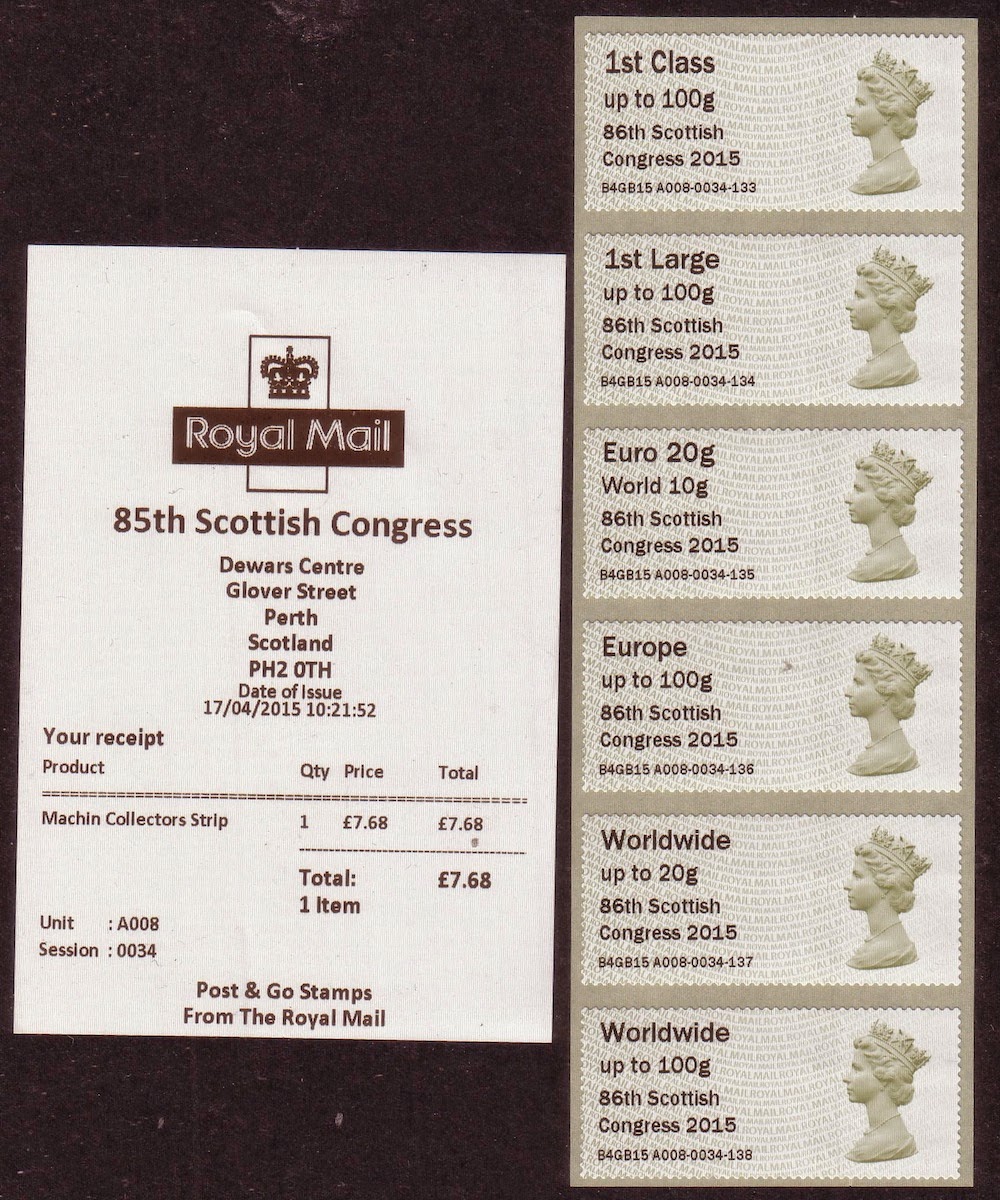 Royal Mail
85th Scottish Congress
Dewars Centre
Glover Street
Perth
Scotland
PH2 0TH
Date of Issue
17/04/2015 10:21:52
Your receipt
Product Qty Price Total
Machin Collectors Strip 1 £7.68 £7.68
Total: £7.68
1 Item
Unit : A008
Session : 0034
Post & Go Stamps
From The Royal Mail
1st Class
up to 100g
86th Scottish
Congress 2015
B4GB15 A008-0034-133
1st Large
up to 100g
86th Scottish
Congress 2015
B4GB15 A008-0034-134
Euro 20g
World 10g
86th Scottish
Congress 2015
B4GB15 A008-0034-135
Europe
up to 100g
86th Scottish
Congress 2015
B4GB15 A008-0034-136
Worldwide
up to 20g
86th Scottish
Congress 2015
B4GB15 A008-0034-137
Worldwide
up to 100g
86th Scottish
Congress 2015
B4GB15 A008-0034-138